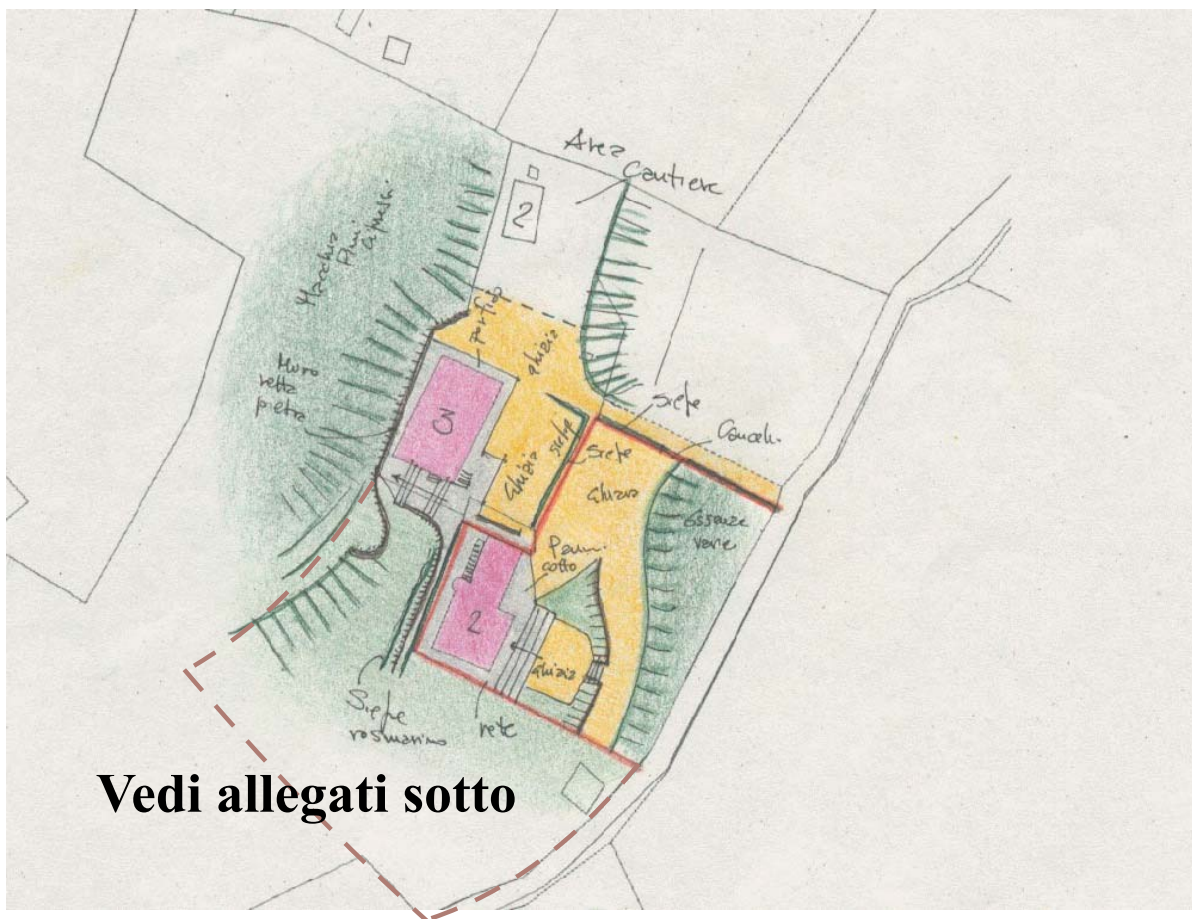 Area
Cantiere
2
Macchia
Pini
cipressi
porfido
ghiaia
Muro
retta
pietra
3
siepe
Cancello
siepe
siepe
Ghiaia
Ghiaia
essenze
varie
Pavim.
cotto
2
Ghiaia
Siepe
rosmarino
rete
Vedi allegati sotto